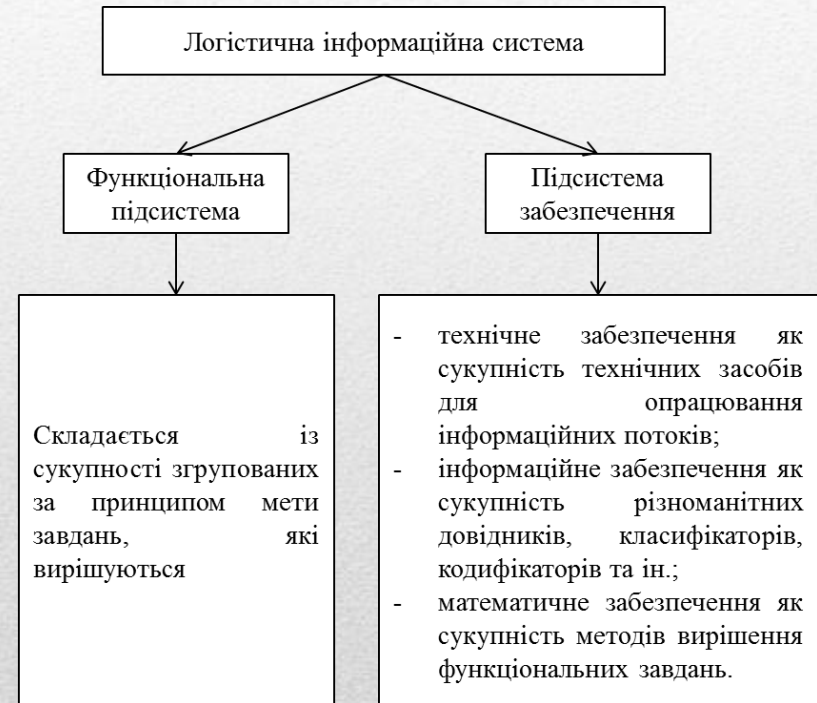 Логістична інформаційна система
Функціональна
підсистема
Підсистема
забезпечення
Складається із
сукупності згрупованих
за принципом мети
завдань, які
вирішуються
- технічне забезпечення як
сукупність технічних засобів
для опрацювання
інформаційних потоків;
- інформаційне забезпечення як
сукупність різноманітних
довідників, класифікаторів,
кодифікаторів та ін.;
- математичне забезпечення як
сукупність методів вирішення
функціональних завдань.